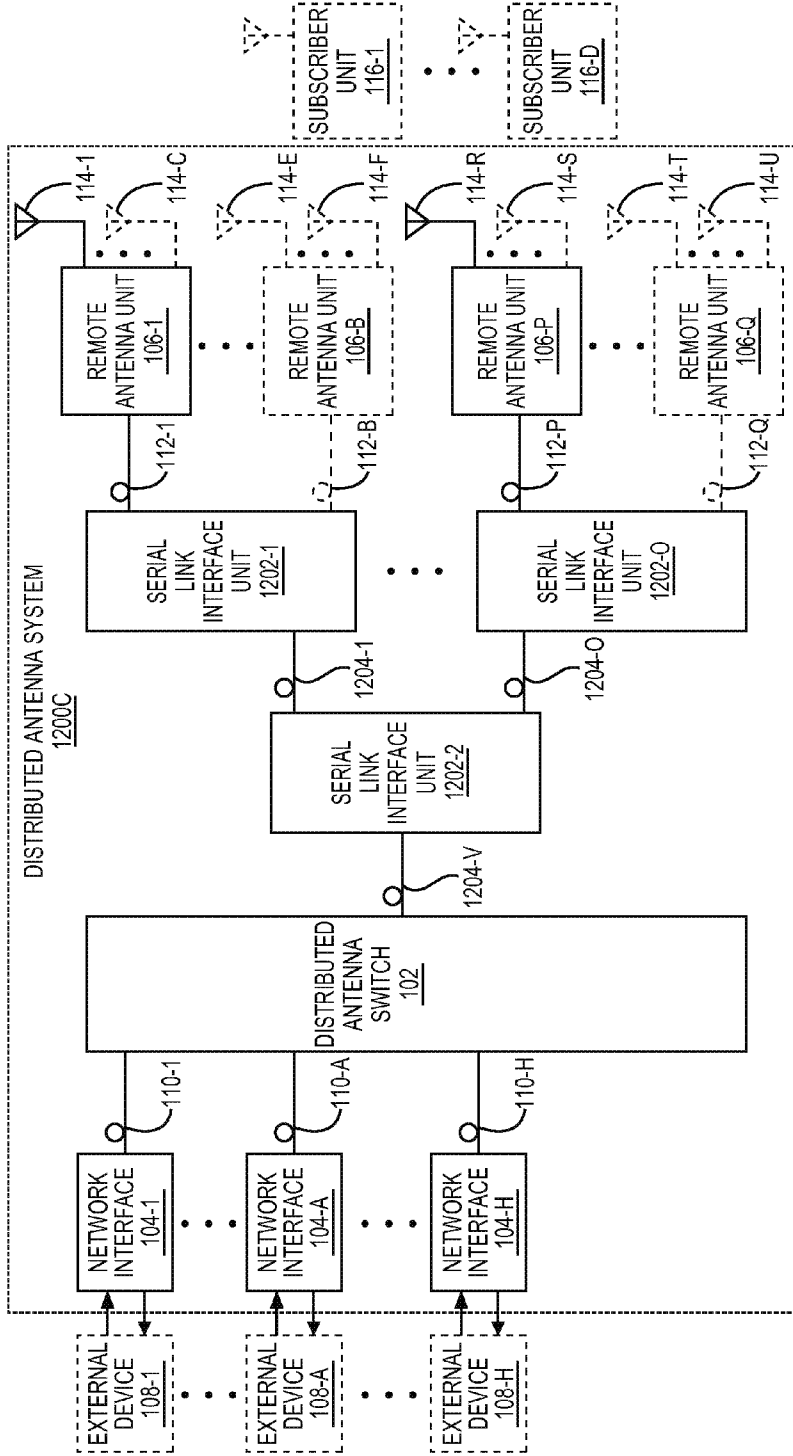 DISTRIBUTED ANTENNA SYSTEM
1200C
EXTERNAL
DEVICE
108-1
EXTERNAL
DEVICE
108-A
EXTERNAL
DEVICE
108-H
NETWORK
INTERFACE
104-1
NETWORK
INTERFACE
104-A
NETWORK
INTERFACE
104-H
110-1
110-A
110-H
DISTRIBUTED
ANTENNA
SWITCH
102
1204-V
SERIAL
LINK
INTERFACE
UNIT
1202-2
1204-1
1204-O
SERIAL
LINK
INTERFACE
UNIT
1202-1
SERIAL
LINK
INTERFACE
UNIT
1202-O
112-1
112-B
112-P
112-Q
REMOTE
ANTENNA UNIT
106-1
REMOTE
ANTENNA UNIT
106-B
REMOTE
ANTENNA UNIT
106-P
REMOTE
ANTENNA UNIT
106-Q
114-1
114-C
114-E
114-F
114-R
114-S
114-T
114-U
SUBSCRIBER
UNIT
116-1
SUBSCRIBER
UNIT
116-D